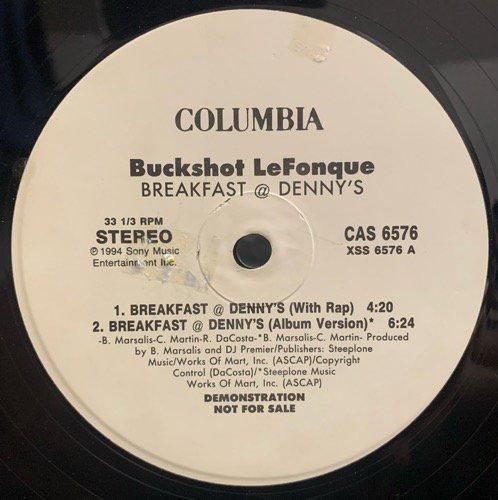 COLUMBIA
Buckshot LeFonque
BREAKFAST @ DENNY'S
33 1/3 RPM
STEREO
℗ 1994 Sony Music
Entertainment Inc.
CAS 6576
XSS 6576 A
1. BREAKFAST @ DENNY'S (With Rap) 4:20
2. BREAKFAST @ DENNY'S (Album Version)* 6:24
-B. Marsalis-C. Martin-R. DaCosta-*B. Marsalis-C. Martin- Produced
by B. Marsalis and DJ Premier/Publishers: Steeplone
Music/Works Of Mart, Inc. (ASCAP)/Copyright
Control (DaCosta)/*Steeplone Music
Works Of Mart, Inc. (ASCAP)
DEMONSTRATION
NOT FOR SALE